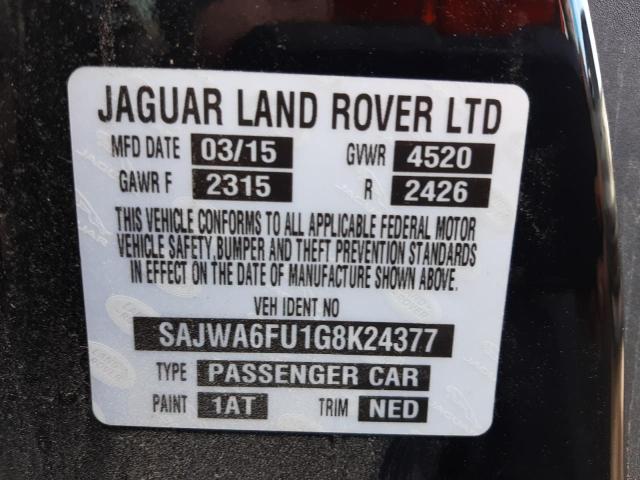 JAGUAR LAND ROVER LTD
MFD DATE 03/15 GVWR 4520
GAWR F 2315 R 2426
THIS VEHICLE CONFORMS TO ALL APPLICABLE FEDERAL MOTOR
VEHICLE SAFETY,BUMPER AND THEFT PREVENTION STANDARDS
IN EFFECT ON THE DATE OF MANUFACTURE SHOWN ABOVE.
VEH IDENT NO
SAJWA6FU1G8K24377
TYPE PASSENGER CAR
PAINT 1AT TRIM NED